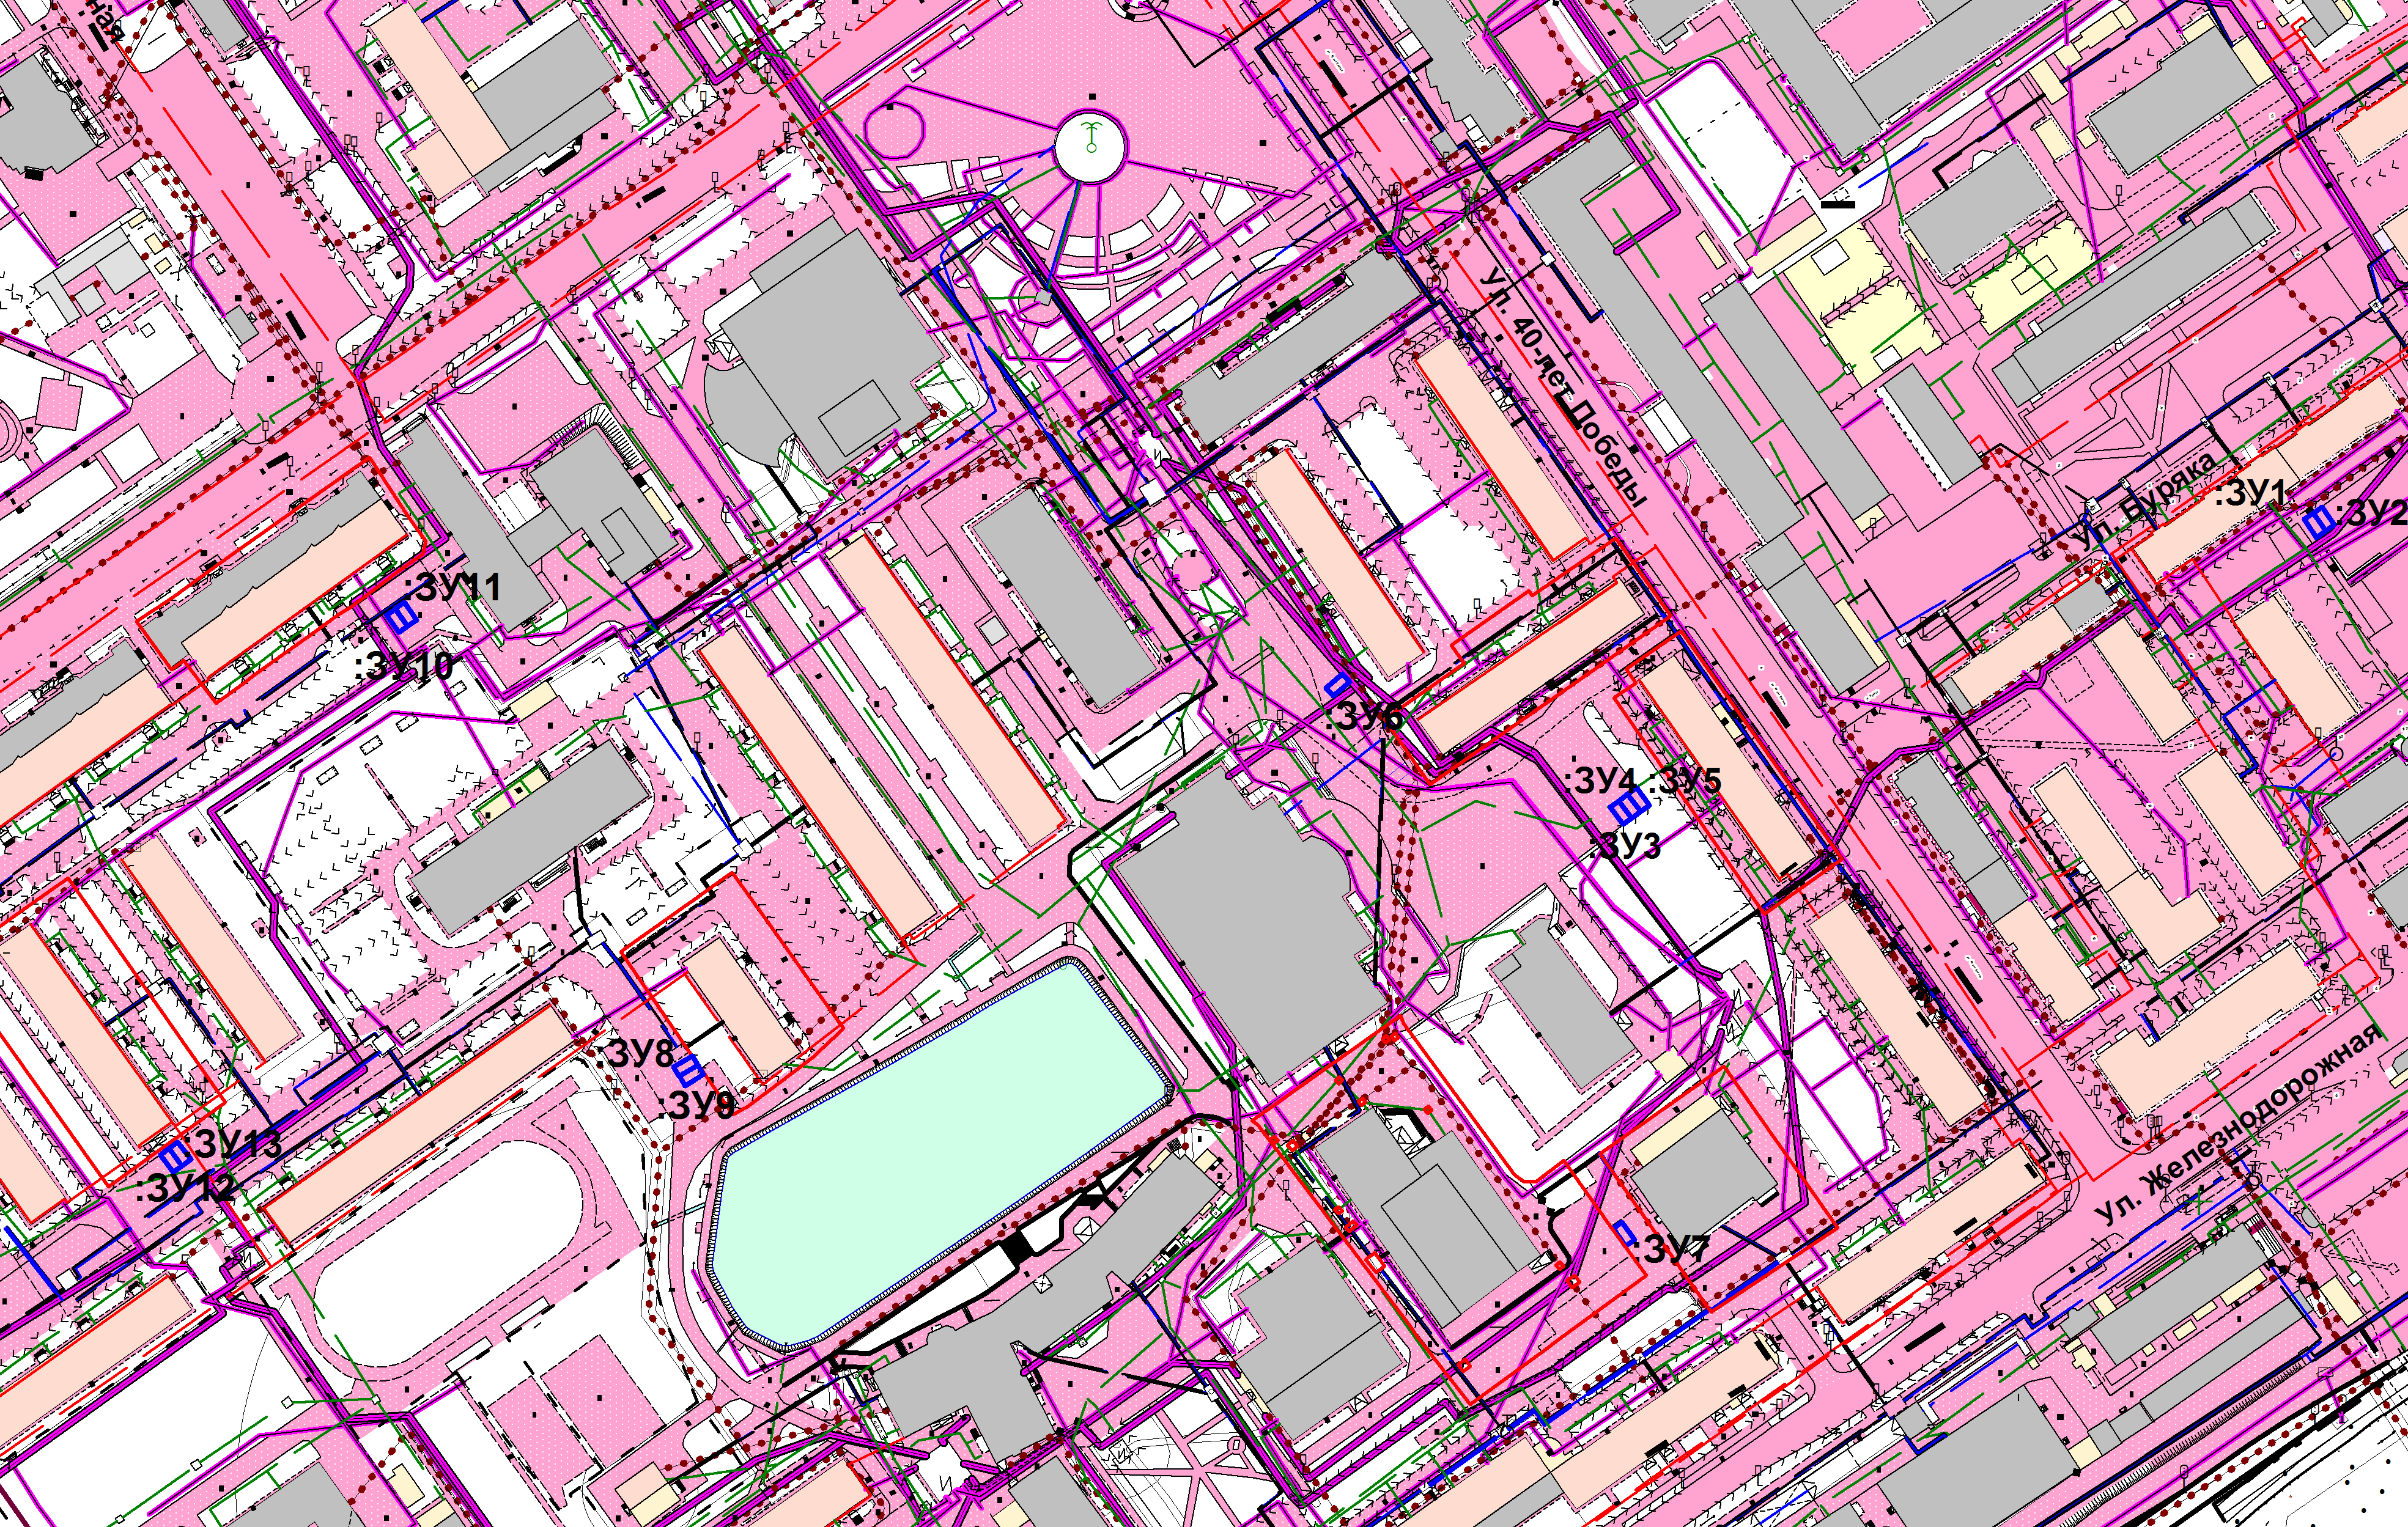 ная
Ул. 40-лет Победы
Ул. Буряка
:ЗУ1
:ЗУ2
:ЗУ11
:ЗУ10
:ЗУ6
:ЗУ4 :ЗУ5
:ЗУ3
:ЗУ8
:ЗУ9
:ЗУ13
:ЗУ12
Ул. Железнодорожная
:ЗУ7